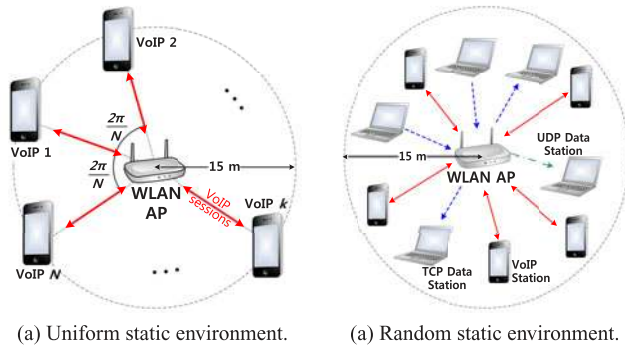 VoIP 2
VoIP 1
2π
N
2π
N
15 m
WLAN
AP
VoIP
sessions
VoIP k
VoIP N
(a) Uniform static environment.
UDP Data
Station
15 m
WLAN AP
TCP Data
Station
VoIP
Station
(a) Random static environment.